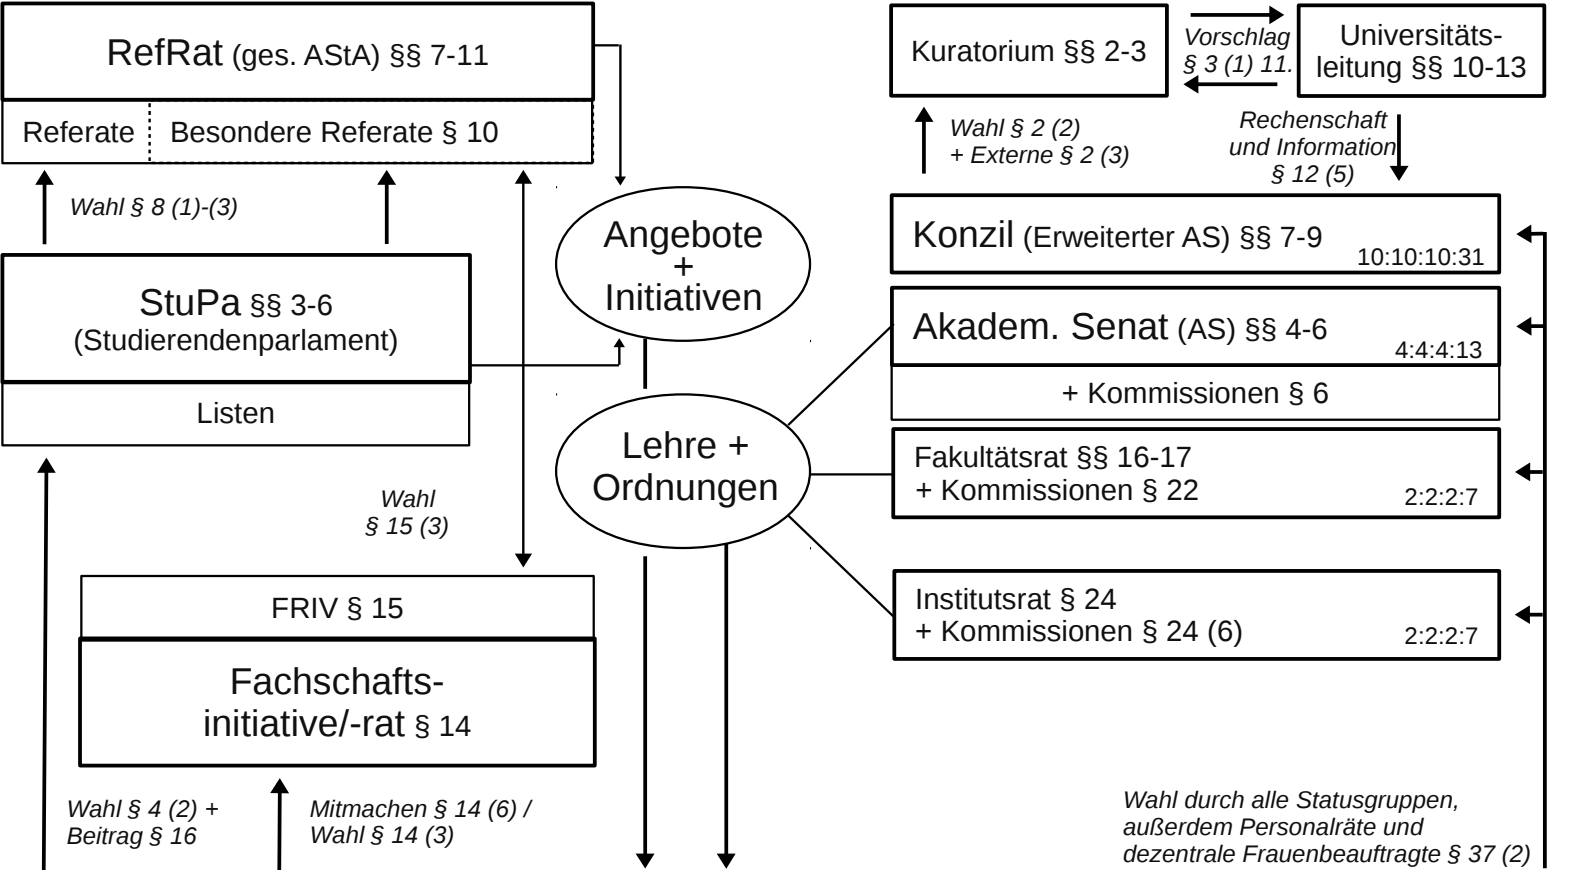 RefRat (ges. AStA) §§ 7-11
Referate
Besondere Referate § 10
Wahl § 8 (1)-(3)
StuPa §§ 3-6
(Studierendenparlament)
Listen
Wahl
§ 15 (3)
FRIV § 15
Fachschafts-
initiative/-rat § 14
Wahl § 4 (2) +
Beitrag § 16
Mitmachen § 14 (6) /
Wahl § 14 (3)
Angebote
+
Initiativen
Lehre +
Ordnungen
Kuratorium §§ 2-3
Vorschlag
§ 3 (1) 11.
Universitäts-
leitung §§ 10-13
Wahl § 2 (2)
+ Externe § 2 (3)
Rechenschaft
und Information
§ 12 (5)
Konzil (Erweiterter AS) §§ 7-9
10:10:10:31
Akadem. Senat (AS) §§ 4-6
4:4:4:13
+ Kommissionen § 6
Fakultätsrat §§ 16-17
+ Kommissionen § 22
2:2:2:7
Institutsrat § 24
+ Kommissionen § 24 (6)
2:2:2:7
Wahl durch alle Statusgruppen,
außerdem Personalräte und
dezentrale Frauenbeauftragte § 37 (2)